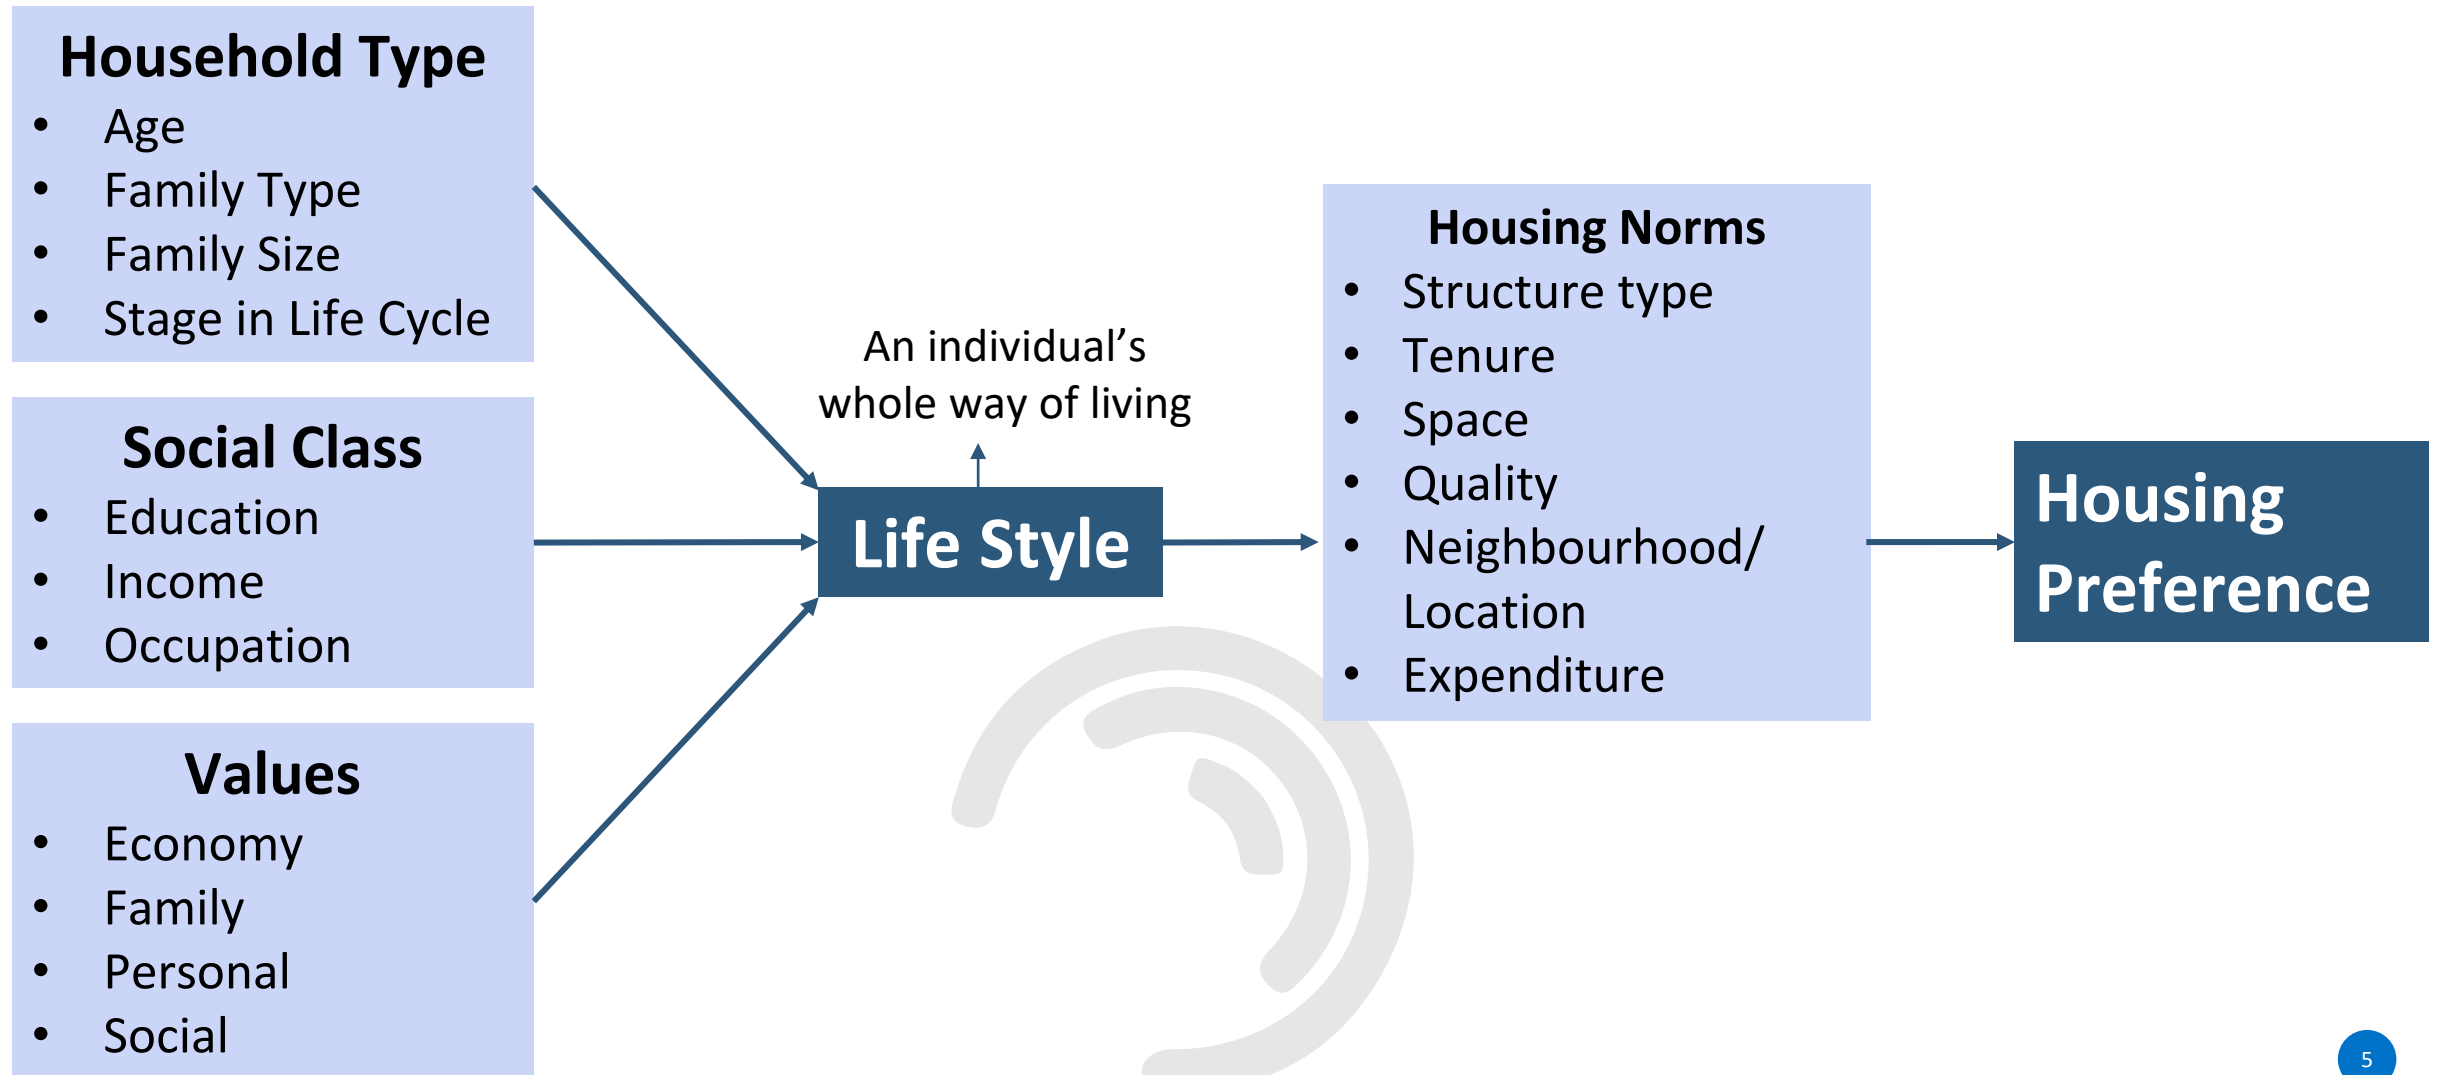 Household Type
• Age
• Family Type
• Family Size
• Stage in Life Cycle
Social Class
• Education
• Income
• Occupation
Values
• Economy
• Family
• Personal
• Social
An individual’s
whole way of living
Life Style
Housing Norms
• Structure type
• Tenure
• Space
• Quality
• Neighbourhood/
Location
• Expenditure
Housing
Preference
5